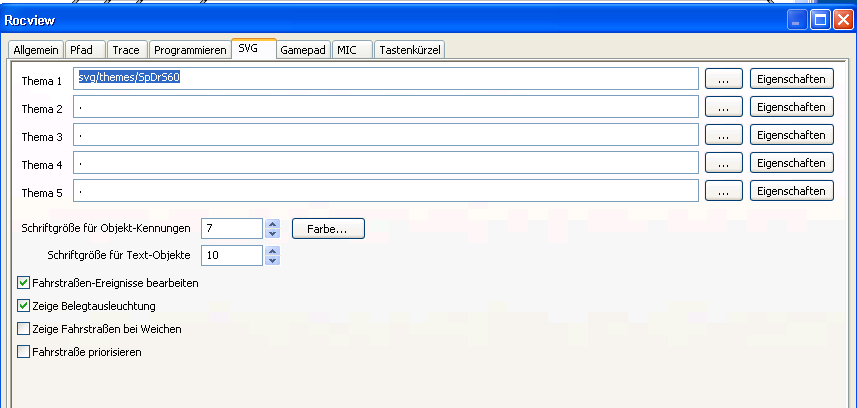 Rocview
Allgemein Pfad Trace Programmieren SVG Gamepad MIC Tastenkürzel
Thema 1 svg/themes/SpDrS60 ... Eigenschaften
Thema 2 . ... Eigenschaften
Thema 3 . ... Eigenschaften
Thema 4 . ... Eigenschaften
Thema 5 . ... Eigenschaften
Schriftgröße für Objekt-Kennungen 7 Farbe...
Schriftgröße für Text-Objekte 10
Fahrstraßen-Ereignisse bearbeiten
Zeige Belegtausleuchtung
Zeige Fahrstraßen bei Weichen
Fahrstraße priorisieren